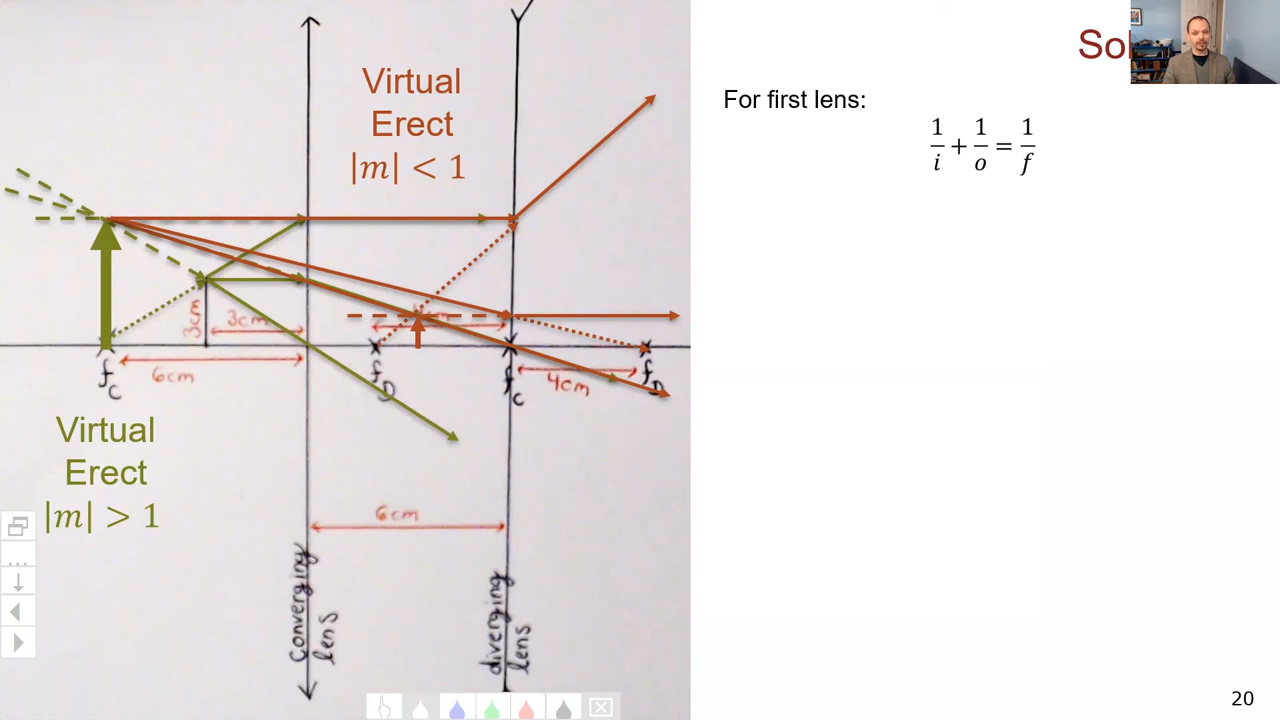 Sol
For first lens:
1/i + 1/o = 1/f
Virtual
Erect
|m| < 1
3cm
3cm
6cm
f_C
f_D
f_C
4cm
f_D
Virtual
Erect
|m| > 1
6cm
Converging
lens
diverging
lens
...
20